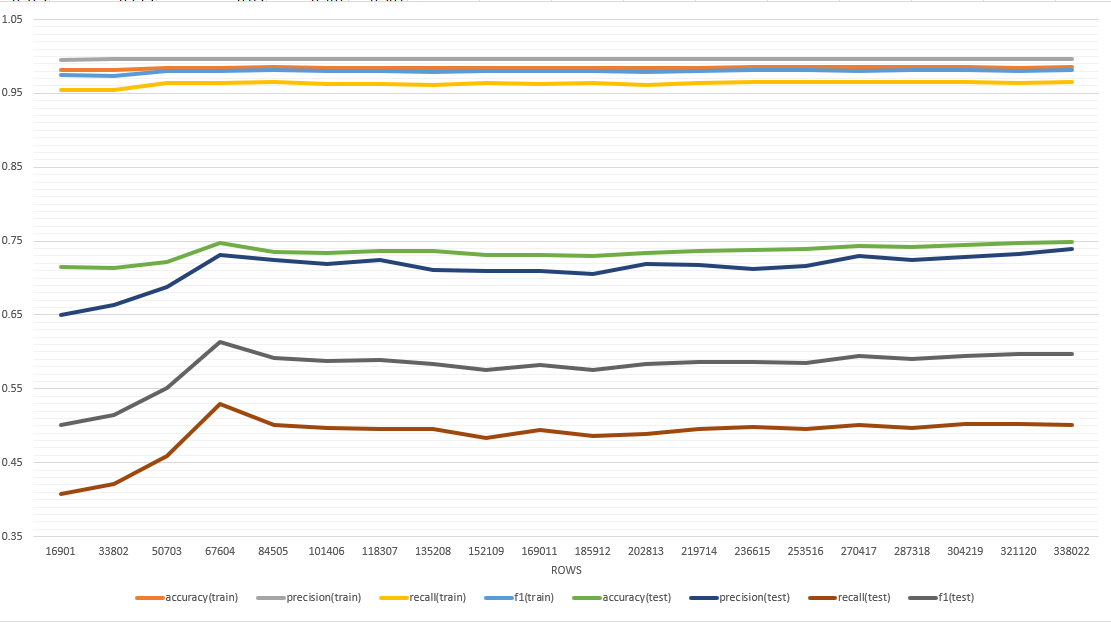 1.05
0.95
0.85
0.75
0.65
0.55
0.45
0.35
16901 33802 50703 67604 84505 101406 118307 135208 152109 169011 185912 202813 219714 236615 253516 270417 287318 304219 321120 338022
ROWS
accuracy(train) precision(train) recall(train) f1(train) accuracy(test) precision(test) recall(test) f1(test)